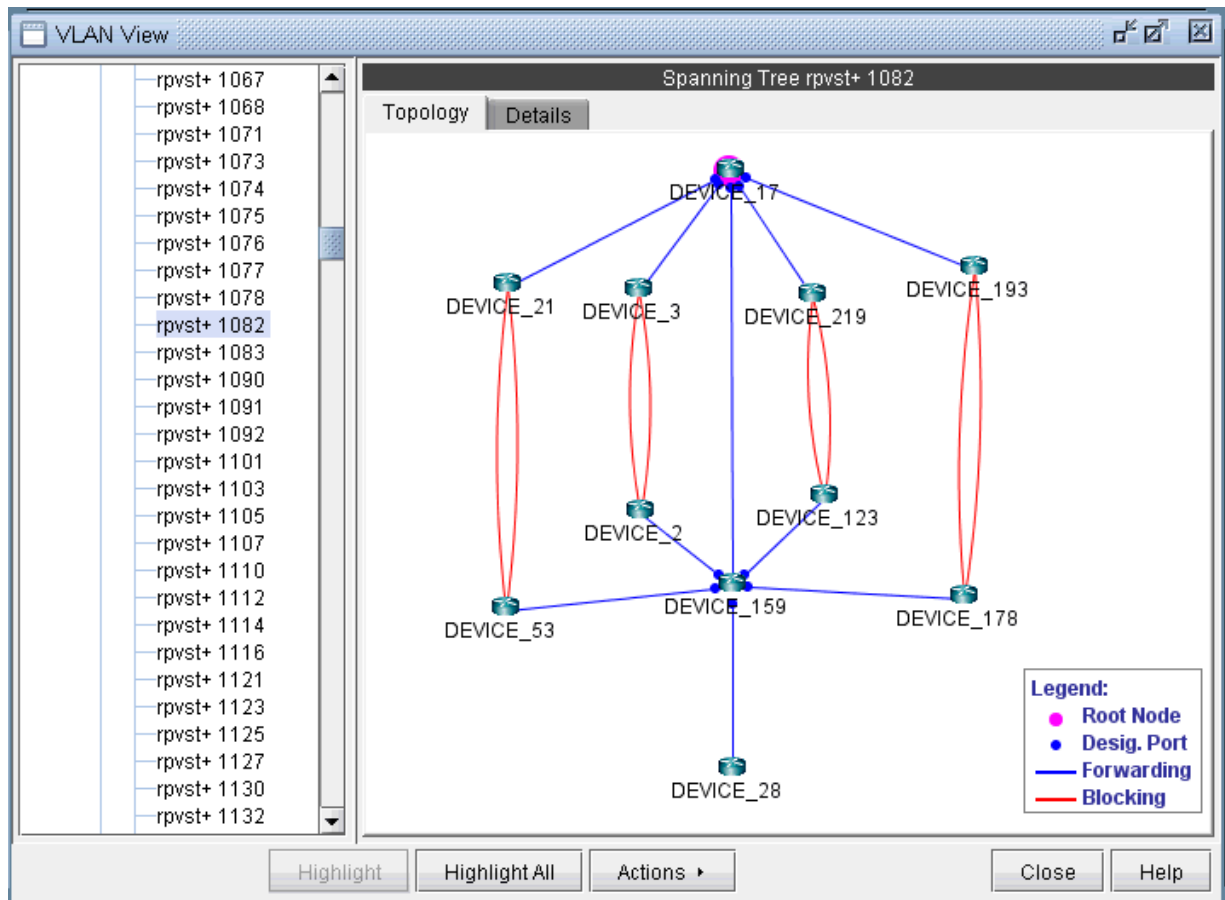 VLAN View
rpvst+ 1067
rpvst+ 1068
rpvst+ 1071
rpvst+ 1073
rpvst+ 1074
rpvst+ 1075
rpvst+ 1076
rpvst+ 1077
rpvst+ 1078
rpvst+ 1082
rpvst+ 1083
rpvst+ 1090
rpvst+ 1091
rpvst+ 1092
rpvst+ 1101
rpvst+ 1103
rpvst+ 1105
rpvst+ 1107
rpvst+ 1110
rpvst+ 1112
rpvst+ 1114
rpvst+ 1116
rpvst+ 1121
rpvst+ 1123
rpvst+ 1125
rpvst+ 1127
rpvst+ 1130
rpvst+ 1132
Spanning Tree rpvst+ 1082
Topology Details
DEVICE_17
DEVICE_21 DEVICE_3 DEVICE_219 DEVICE_193
DEVICE_2 DEVICE_123
DEVICE_53 DEVICE_159 DEVICE_178
DEVICE_28
Legend:
Root Node
Desig. Port
Forwarding
Blocking
Highlight Highlight All Actions Close Help